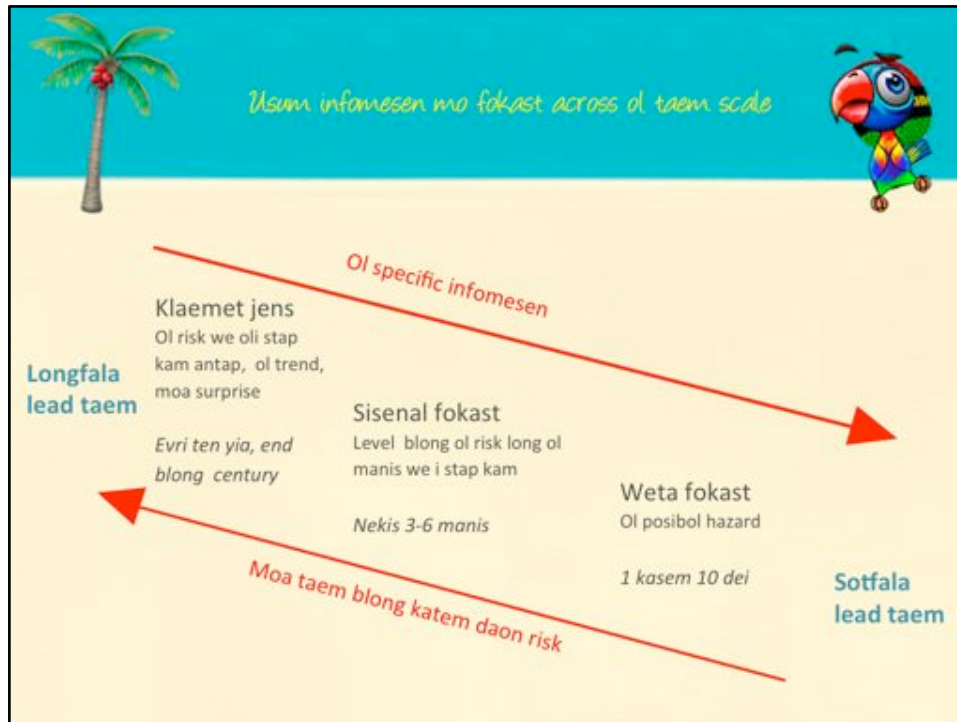 Usum infomesen mo fokast across ol taem scale
Ol specific infomesen
Klaemet jens
Ol risk we oli stap
kam antap, ol trend,
moa surprise
Evri ten yia, end
blong century
Longfala
lead taem
Sisenal fokast
Level blong ol risk long ol
manis we i stap kam
Nekis 3-6 manis
Weta fokast
Ol posibol hazard
1 kasem 10 dei
Sotfala
lead taem
Moa taem blong katem daon risk